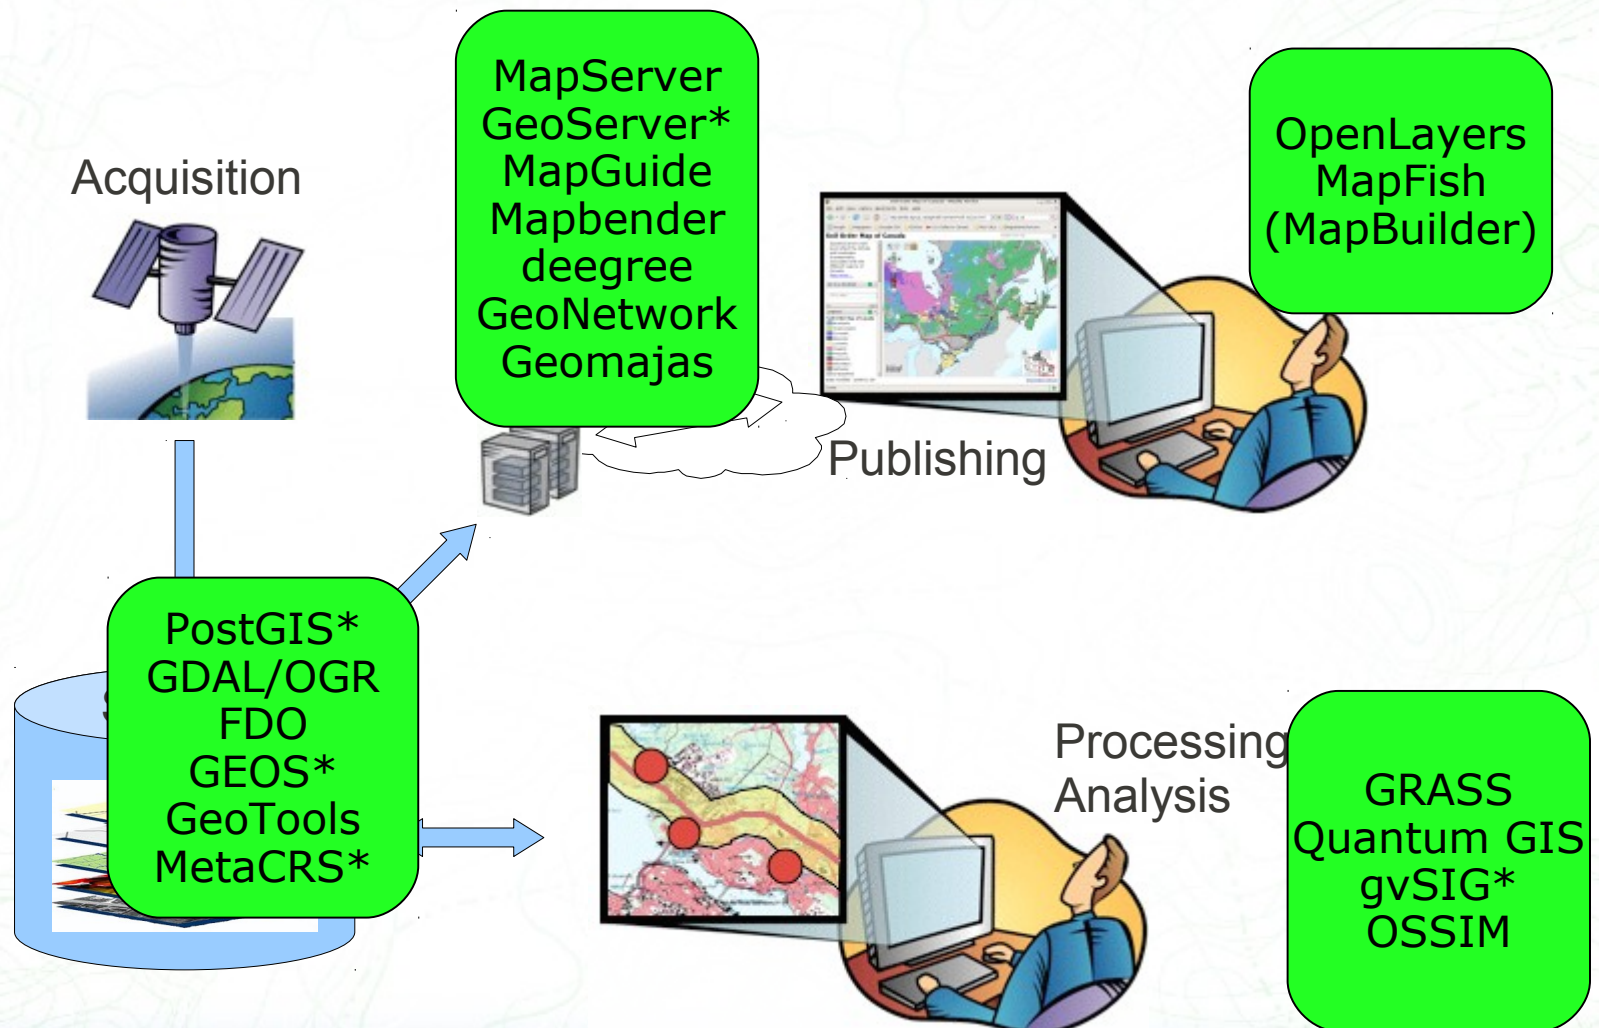 Acquisition
MapServer
GeoServer*
MapGuide
Mapbender
deegree
GeoNetwork
Geomajas
OpenLayers
MapFish
(MapBuilder)
Publishing
PostGIS*
GDAL/OGR
FDO
GEOS*
GeoTools
MetaCRS*
Processing
Analysis
GRASS
Quantum GIS
gvSIG*
OSSIM